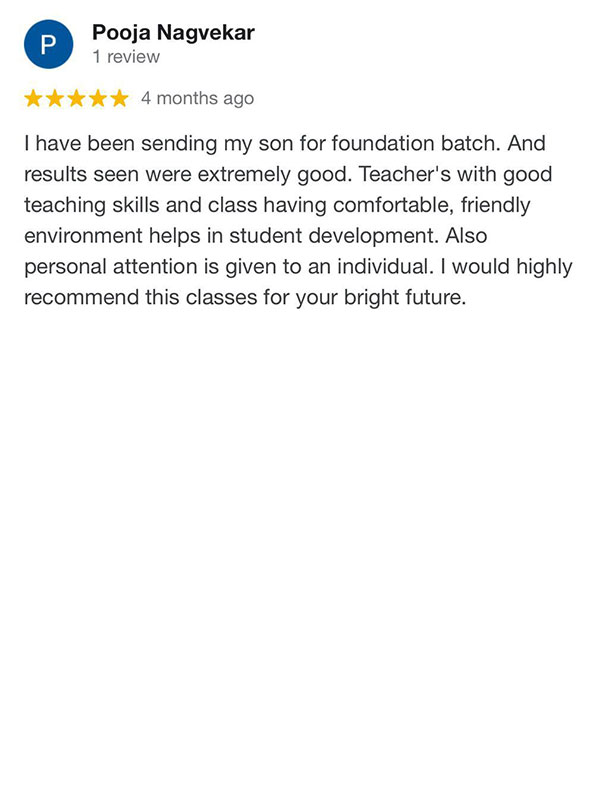 P
Pooja Nagvekar
1 review
4 months ago
I have been sending my son for foundation batch. And
results seen were extremely good. Teacher's with good
teaching skills and class having comfortable, friendly
environment helps in student development. Also
personal attention is given to an individual. I would highly
recommend this classes for your bright future.